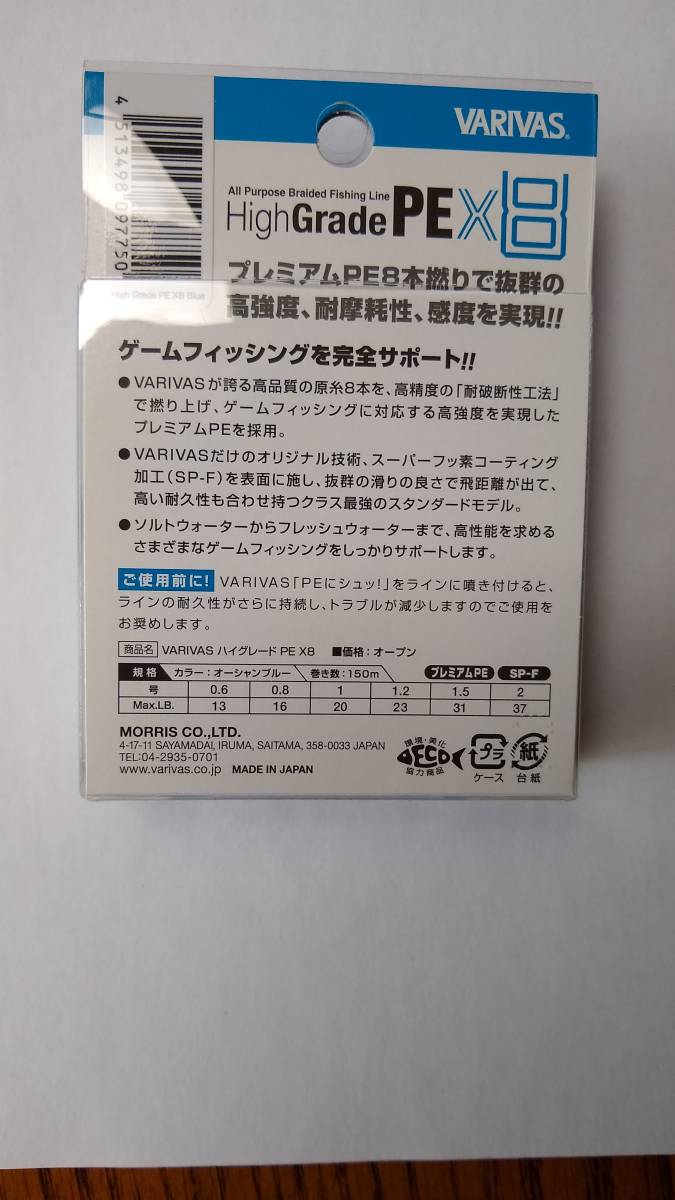 VARIVAS®
4 513498 097750
All Purpose Braided Fishing Line
HighGrade PE X8
High Grade PE X8 Blue
プレミアムPE8本撚りで抜群の
高強度、耐摩耗性、感度を実現!!
ゲームフィッシングを完全サポート!!
●VARIVASが誇る高品質の原糸8本を、高精度の「耐破断性工法」
で撚り上げ、ゲームフィッシングに対応する高強度を実現した
プレミアムPEを採用。
●VARIVASだけのオリジナル技術、スーパーフッ素コーティング
加工(SP-F)を表面に施し、抜群の滑りの良さで飛距離が出て、
高い耐久性も合わせ持つクラス最強のスタンダードモデル。
●ソルトウォーターからフレッシュウォーターまで、高性能を求める
さまざまなゲームフィッシングをしっかりサポートします。
ご使用前に! VARIVAS「PEにシュッ!」をラインに噴き付けると、
ラインの耐久性がさらに持続し、トラブルが減少しますのでご使用を
お奨めします。
商品名 VARIVAS ハイグレード PE X8 ■価格:オープン
規格 カラー:オーシャンブルー 巻き数:150m プレミアムPE SP-F
号 0.6 0.8 1 1.2 1.5 2
Max.LB. 13 16 20 23 31 37
MORRIS CO.,LTD.
4-17-11 SAYAMADAI, IRUMA, SAITAMA, 358-0033 JAPAN
TEL:04-2935-0701
www.varivas.co.jp MADE IN JAPAN
環境・美化
ECO
協力商品
プラ
ケース
紙
台紙